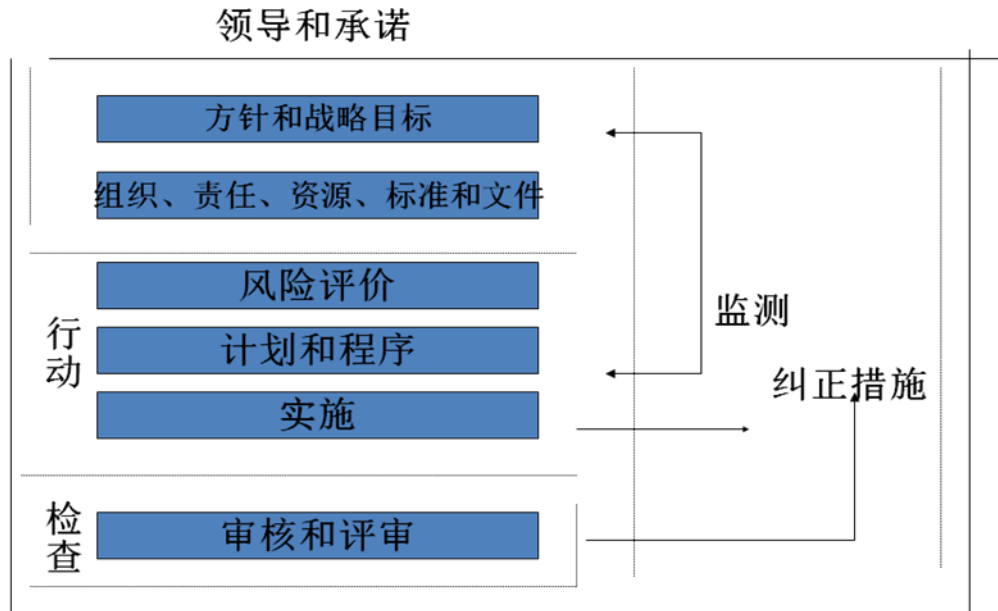 领导和承诺
方针和战略目标
组织、责任、资源、标准和文件
风险评价
行动
计划和程序
监测
纠正措施
实施
检查
审核和评审